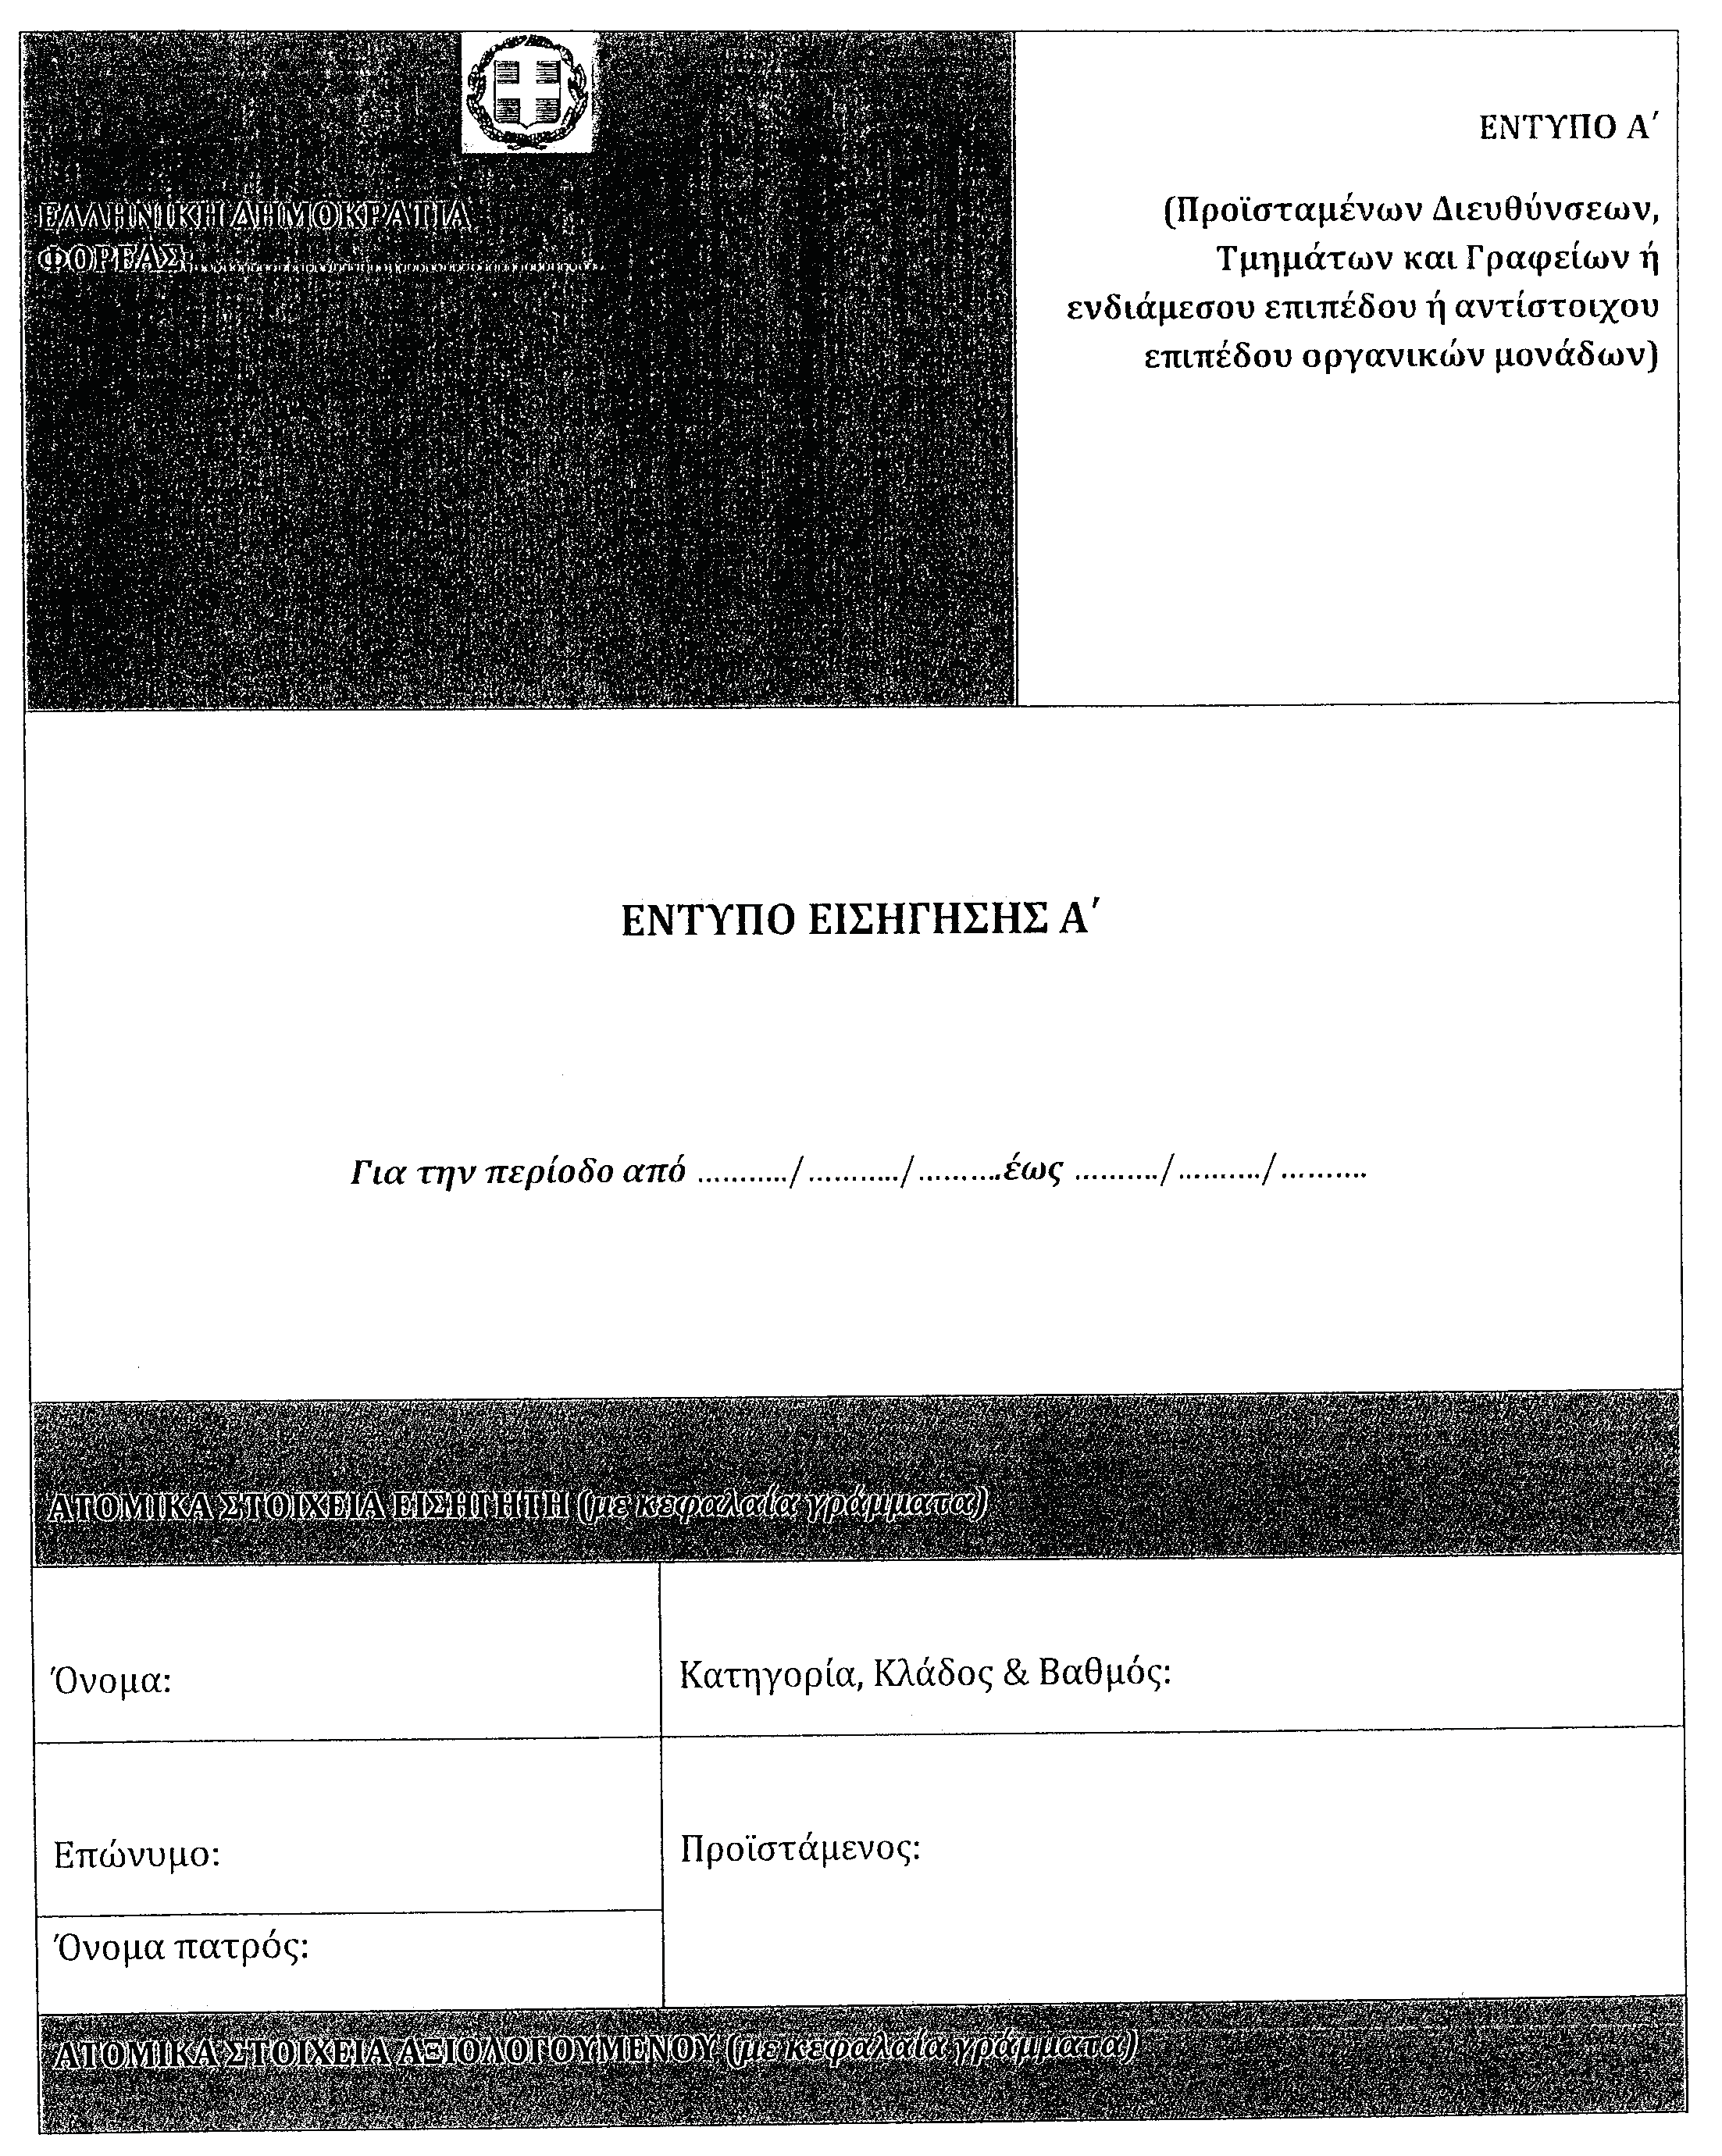 ΕΛΛΗΝΙΚΗ ΔΗΜΟΚΡΑΤΙΑ
ΦΟΡΕΑΣ:...........................................................
ΕΝΤΥΠΟ Α΄
(Προϊσταμένων Διευθύνσεων,
Τμημάτων και Γραφείων ή
ενδιάμεσου επιπέδου ή αντίστοιχου
επιπέδου οργανικών μονάδων)
ΕΝΤΥΠΟ ΕΙΣΗΓΗΣΗΣ Α΄
Για την περίοδο από ........../ ........../ ..........έως ........../ ........../ ..........
ΑΤΟΜΙΚΑ ΣΤΟΙΧΕΙΑ ΕΙΣΗΓΗΤΗ (με κεφαλαία γράμματα)
Όνομα:
Κατηγορία, Κλάδος & Βαθμός:
Επώνυμο:
Προϊστάμενος:
Όνομα πατρός:
ΑΤΟΜΙΚΑ ΣΤΟΙΧΕΙΑ ΑΞΙΟΛΟΓΟΥΜΕΝΟΥ (με κεφαλαία γράμματα)